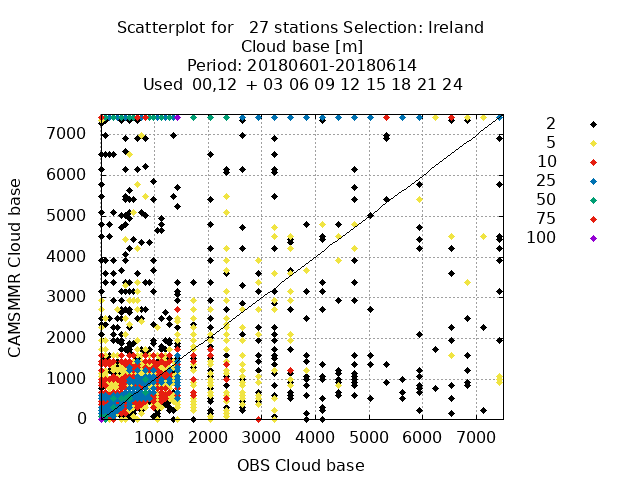 Scatterplot for   27 stations Selection: Ireland
Cloud base [m]
Period: 20180601-20180614
Used  00,12  + 03 06 09 12 15 18 21 24
CAMSMMR Cloud base
7000
6000
5000
4000
3000
2000
1000
0
1000 2000 3000 4000 5000 6000 7000
OBS Cloud base
2
5
10
25
50
75
100